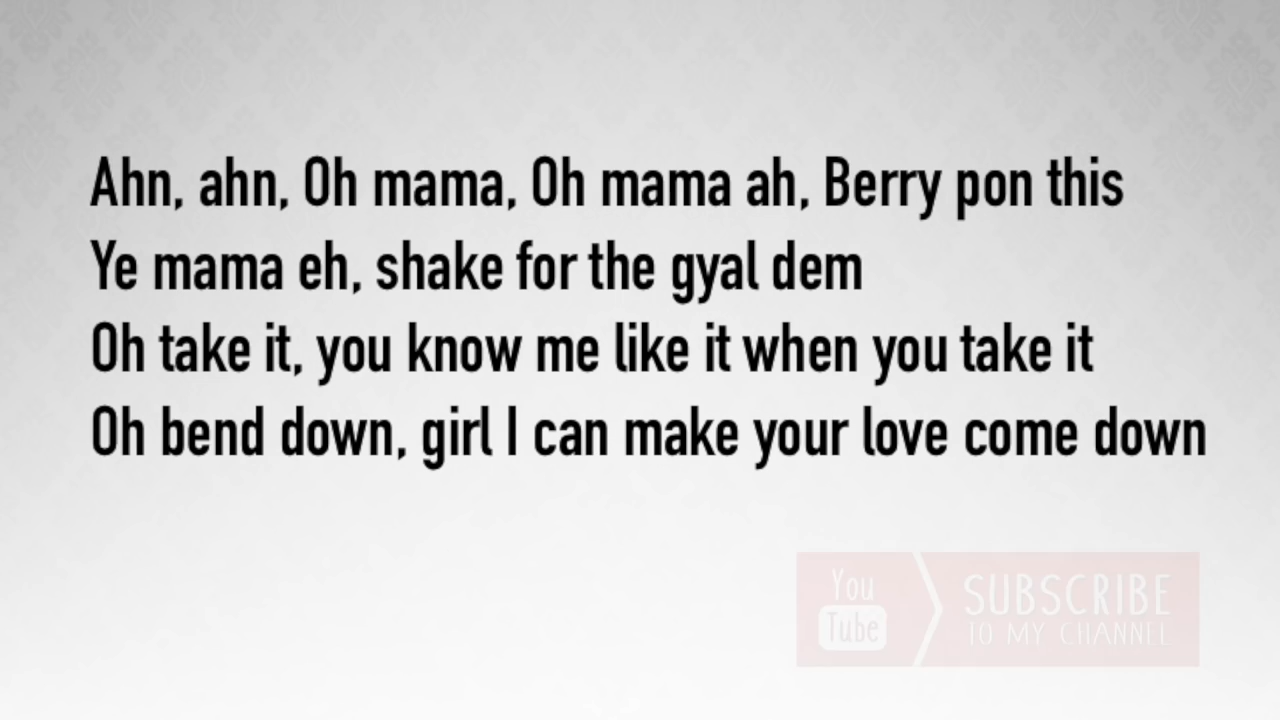 Ahn, ahn, Oh mama, Oh mama ah, Berry pon this
Ye mama eh, shake for the gyal dem
Oh take it, you know me like it when you take it
Oh bend down, girl I can make your love come down
You
Tube
SUBSCRIBE
TO MY CHANNEL